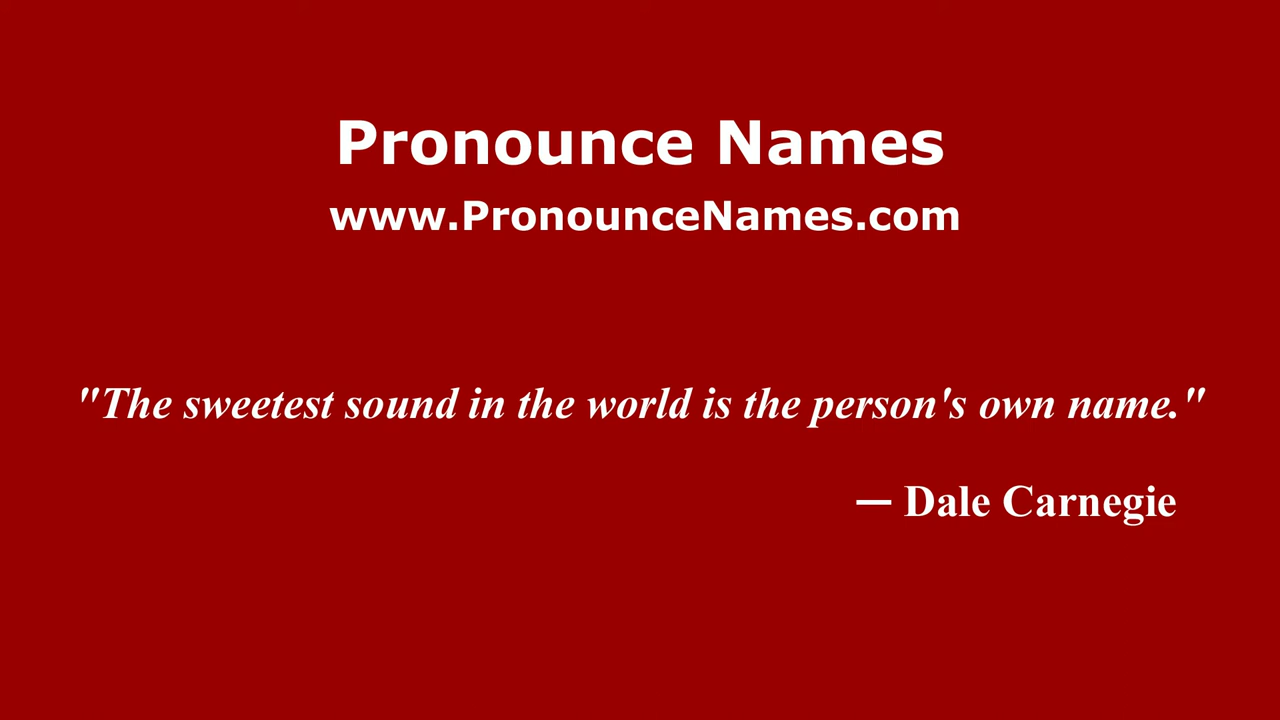 Pronounce Names
www.PronounceNames.com
"The sweetest sound in the world is the person's own name."
— Dale Carnegie